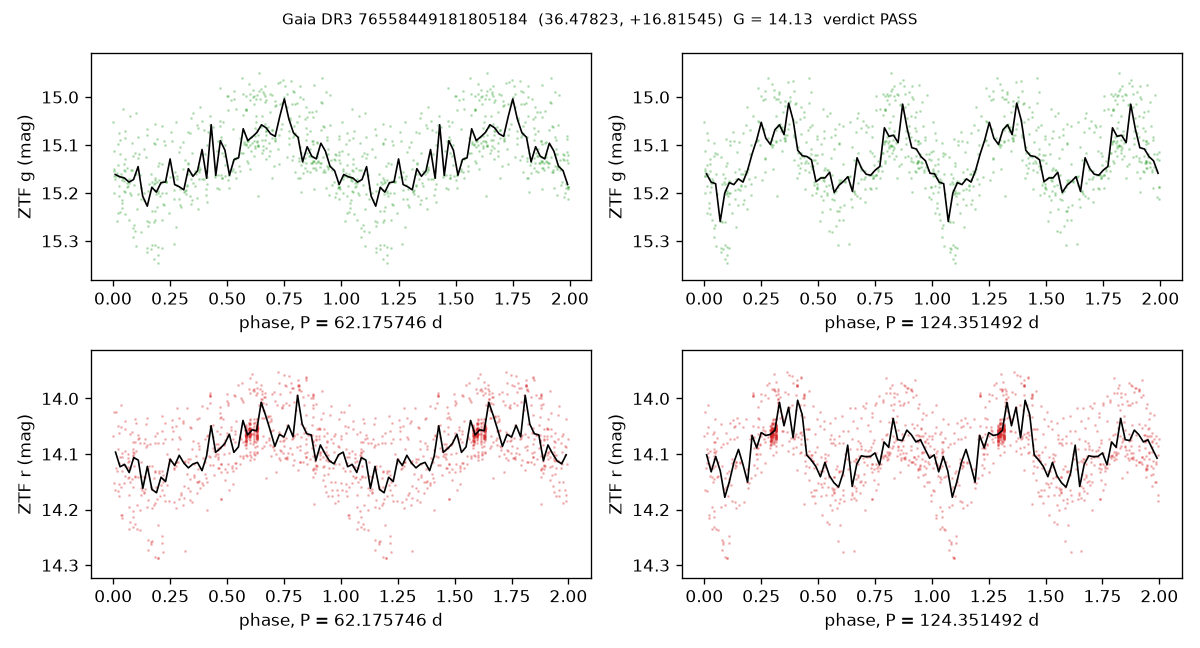 Gaia DR3 76558449181805184  (36.47823, +16.81545)  G = 14.13  verdict PASS
ZTF g (mag)
15.0
15.1
15.2
15.3
0.00 0.25 0.50 0.75 1.00 1.25 1.50 1.75 2.00
phase, P = 62.175746 d
ZTF g (mag)
15.0
15.1
15.2
15.3
0.00 0.25 0.50 0.75 1.00 1.25 1.50 1.75 2.00
phase, P = 124.351492 d
ZTF r (mag)
14.0
14.1
14.2
14.3
0.00 0.25 0.50 0.75 1.00 1.25 1.50 1.75 2.00
phase, P = 62.175746 d
ZTF r (mag)
14.0
14.1
14.2
14.3
0.00 0.25 0.50 0.75 1.00 1.25 1.50 1.75 2.00
phase, P = 124.351492 d